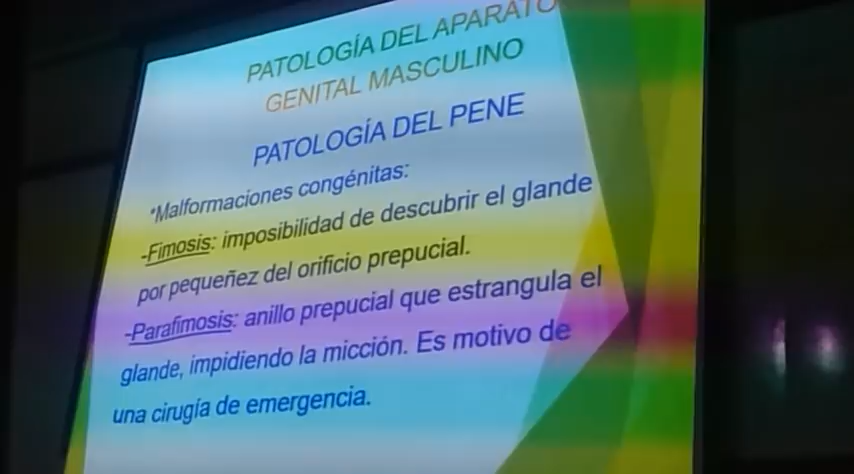 PATOLOGÍA DEL APARATO
GENITAL MASCULINO
PATOLOGÍA DEL PENE
*Malformaciones congénitas:
-Fimosis: imposibilidad de descubrir el glande
por pequeñez del orificio prepucial.
-Parafimosis: anillo prepucial que estrangula el
glande, impidiendo la micción. Es motivo de
una cirugía de emergencia.